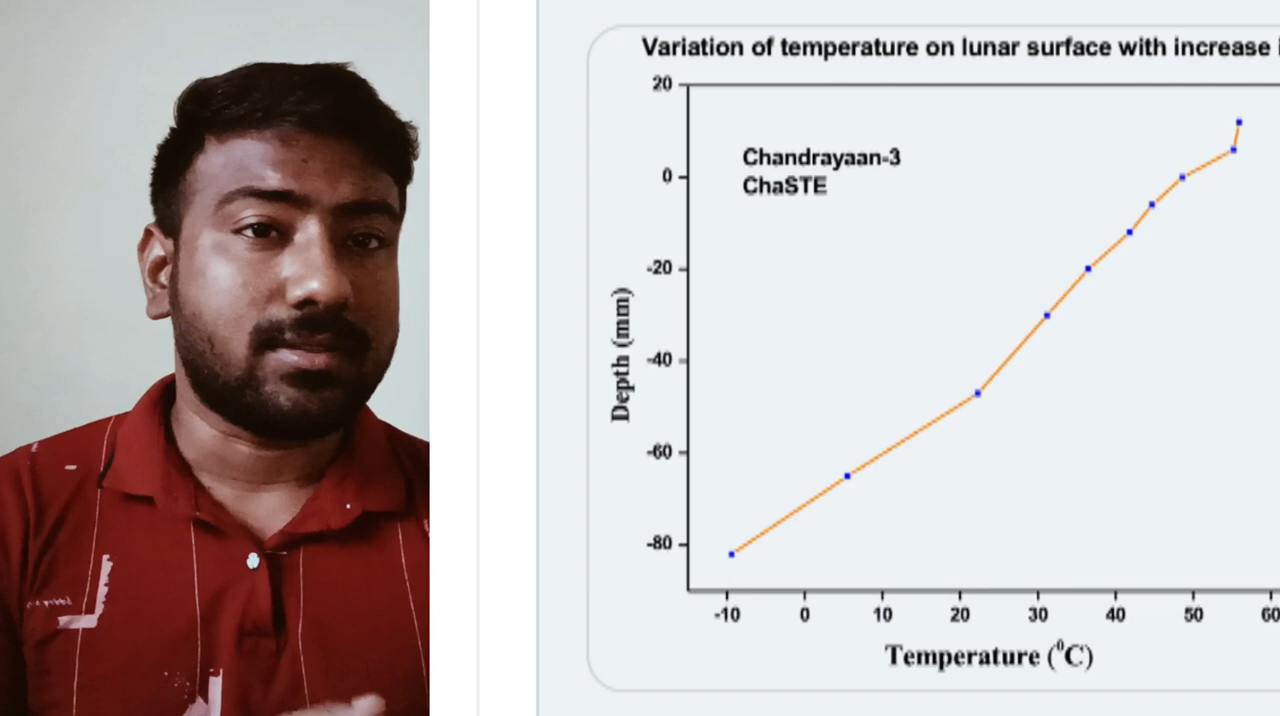 Variation of temperature on lunar surface with increase
20
0
-20
-40
-60
-80
Depth (mm)
Chandrayaan-3
ChaSTE
-10 0 10 20 30 40 50 60
Temperature (⁰C)